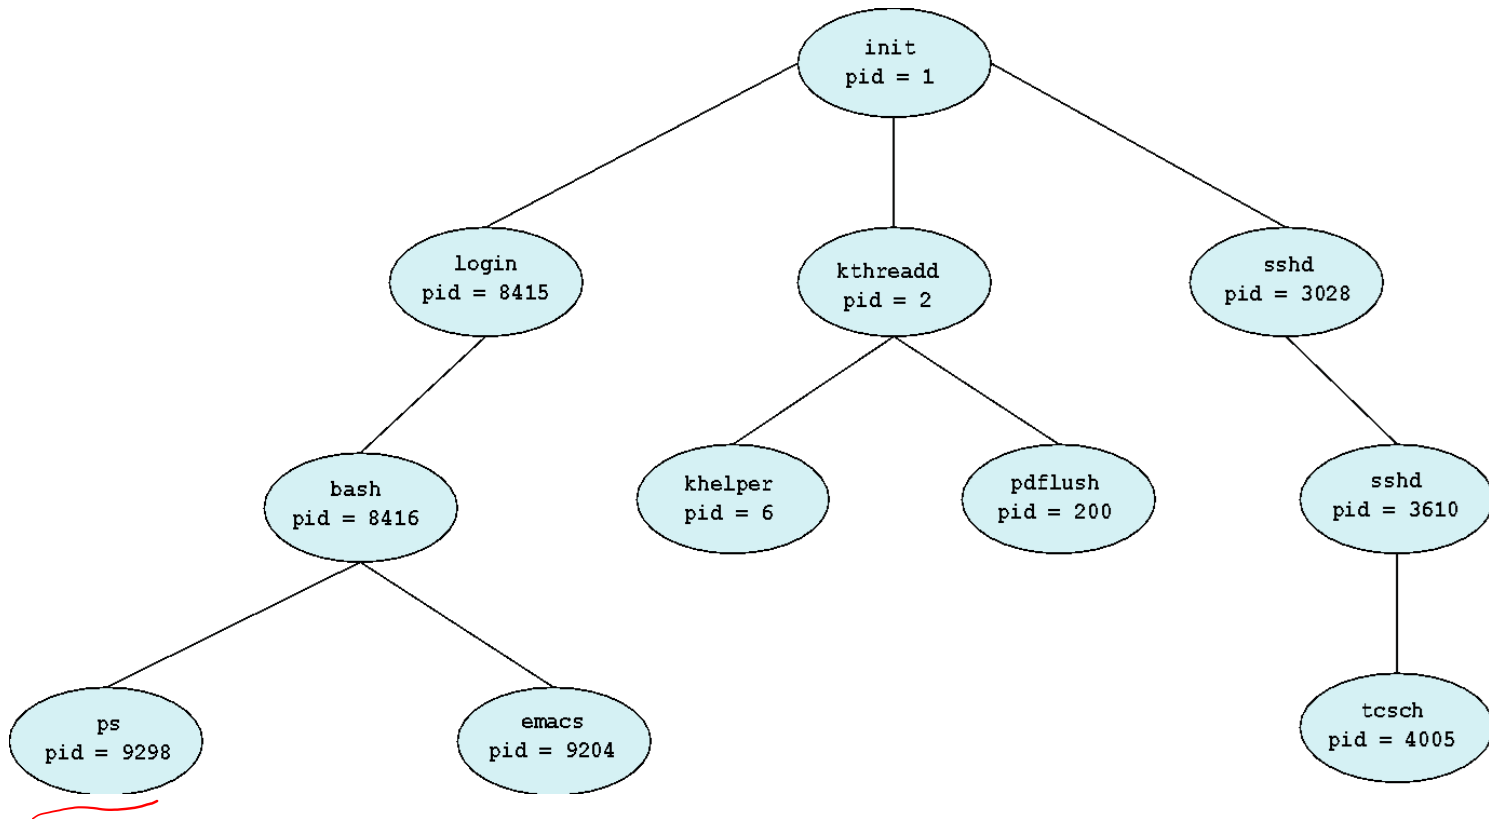 init
pid = 1
login
pid = 8415
kthreadd
pid = 2
sshd
pid = 3028
bash
pid = 8416
khelper
pid = 6
pdflush
pid = 200
sshd
pid = 3610
ps
pid = 9298
emacs
pid = 9204
tcsch
pid = 4005